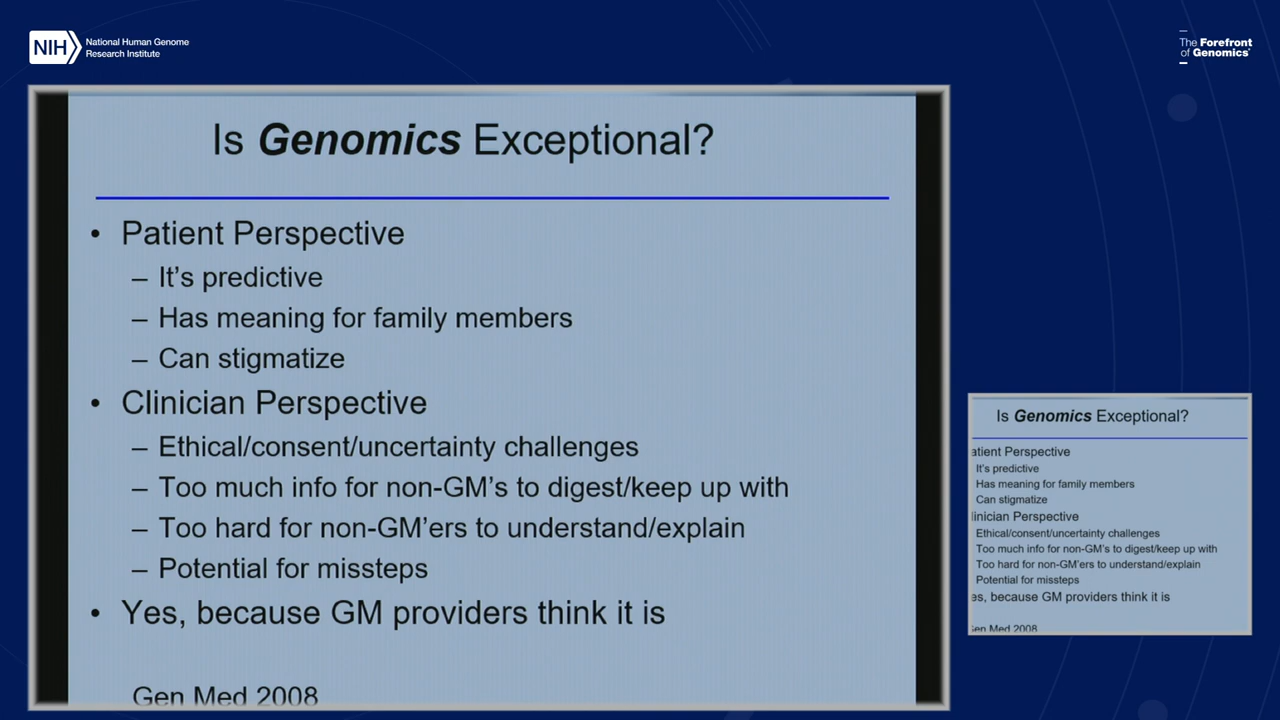 NIH
National Human Genome
Research Institute
The Forefront
of Genomics®
Is Genomics Exceptional?
• Patient Perspective
– It's predictive
– Has meaning for family members
– Can stigmatize
• Clinician Perspective
– Ethical/consent/uncertainty challenges
– Too much info for non-GM's to digest/keep up with
– Too hard for non-GM'ers to understand/explain
– Potential for missteps
• Yes, because GM providers think it is
Gen Med 2008
Is Genomics Exceptional?
atient Perspective
It's predictive
Has meaning for family members
Can stigmatize
linician Perspective
Ethical/consent/uncertainty challenges
Too much info for non-GM's to digest/keep up with
Too hard for non-GM'ers to understand/explain
Potential for missteps
es, because GM providers think it is
Gen Med 2008